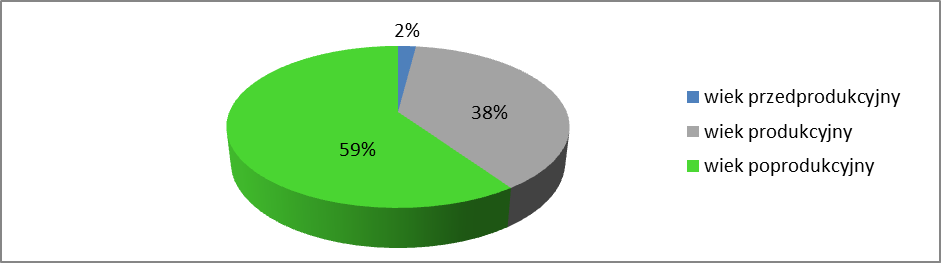 2%
38%
59%
wiek przedprodukcyjny
wiek produkcyjny
wiek poprodukcyjny